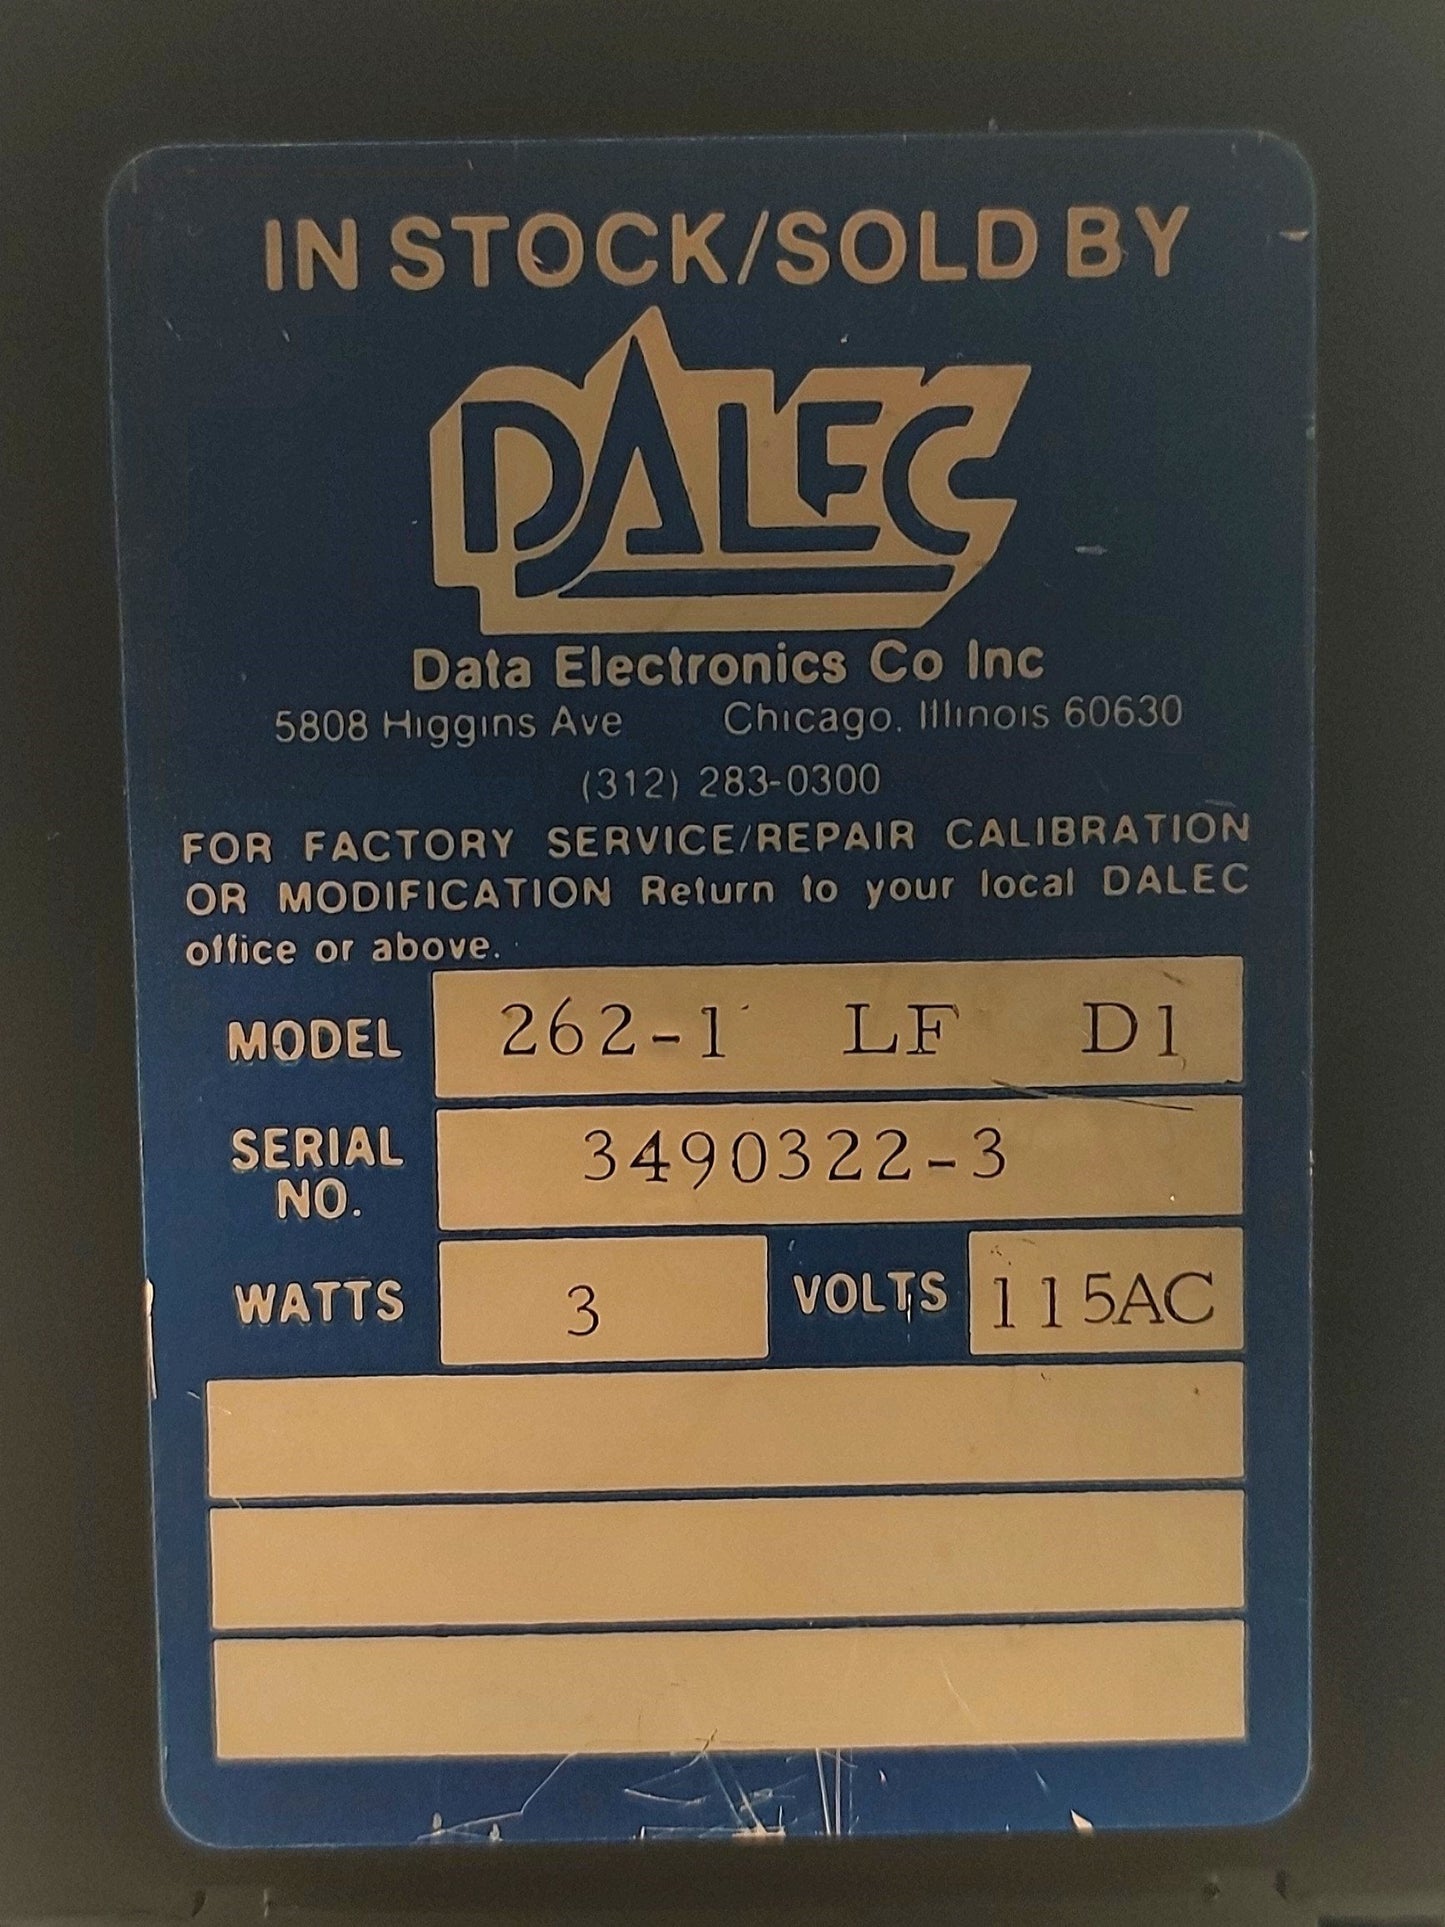 IN STOCK/SOLD BY
DALEC
Data Electronics Co Inc
5808 Higgins Ave Chicago, Illinois 60630
(312) 283-0300
FOR FACTORY SERVICE/REPAIR CALIBRATION
OR MODIFICATION Return to your local DALEC
office or above.
MODEL 262-1 LF D1
SERIAL NO. 3490322-3
WATTS 3 VOLTS 115AC